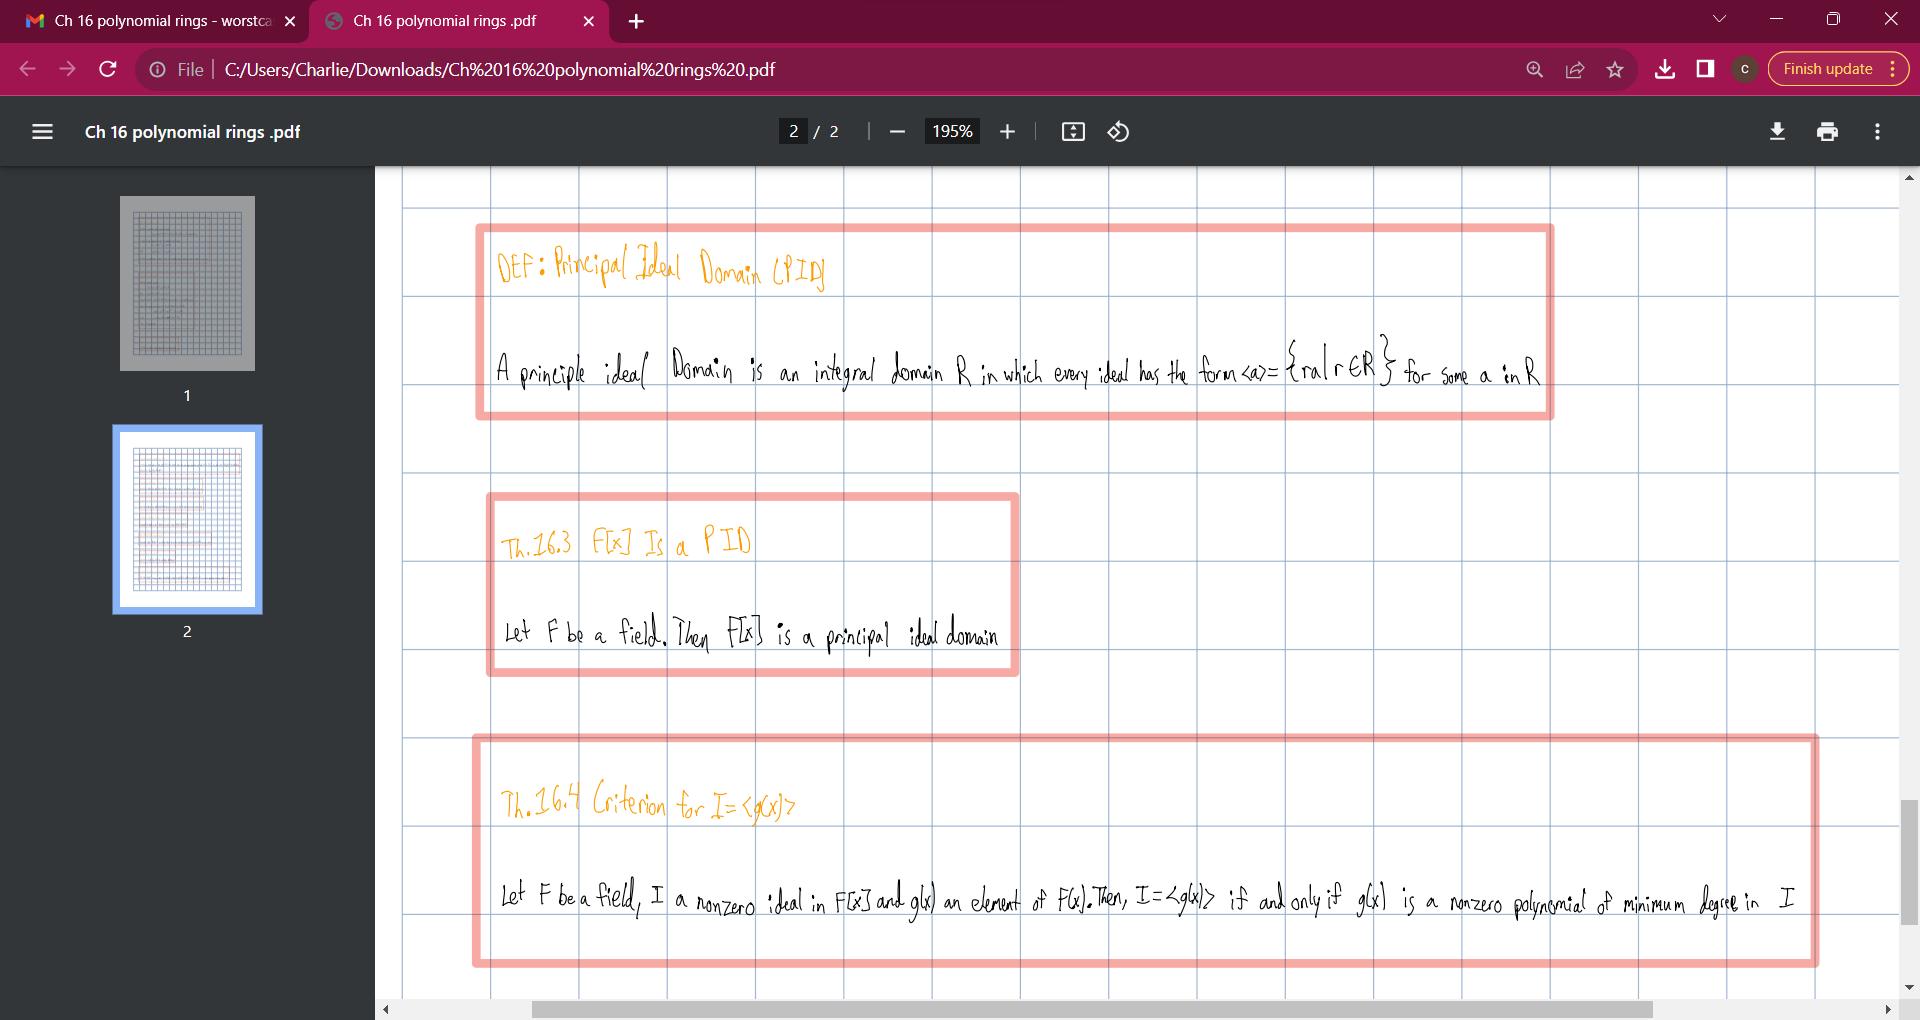 Ch 16 polynomial rings - worstca
Ch 16 polynomial rings .pdf
File | C:/Users/Charlie/Downloads/Ch%2016%20polynomial%20rings%20.pdf
C
Finish update
Ch 16 polynomial rings .pdf
2 / 2
195%
1
2
DEF: Principal Ideal Domain (PID)
A principle ideal Domain is an integral domain R in which every ideal has the form <a>={ra|r∈R} for some a in R
Th.16.3 F[x] Is a PID
Let F be a field. Then F[x] is a principal ideal domain
Th.16.4 Criterion for I=<g(x)>
Let F be a field, I a nonzero ideal in F[x] and g(x) an element of F(x). Then, I=<g(x)> if and only if g(x) is a nonzero polynomial of minimum degree in I